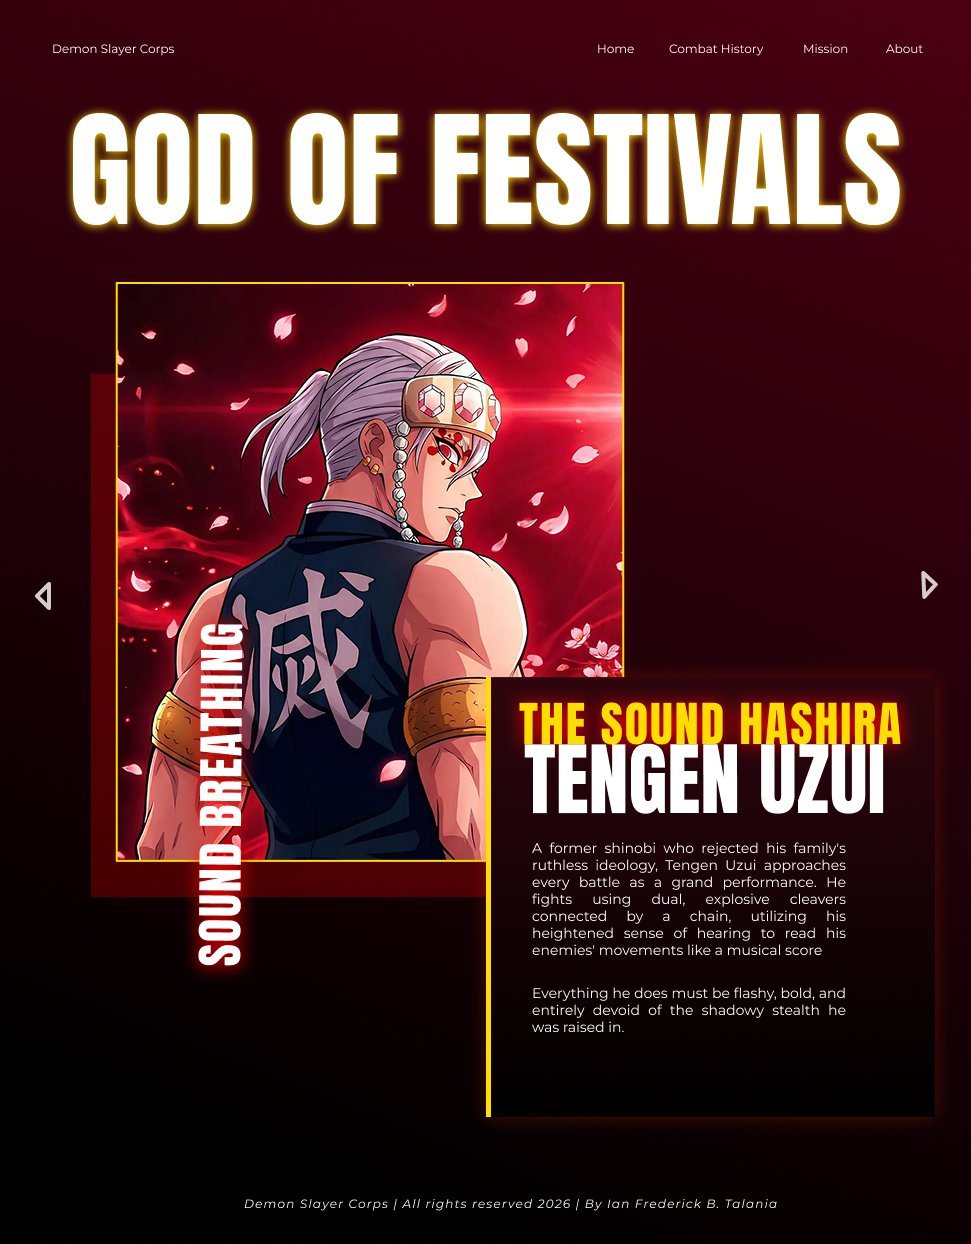 Demon Slayer Corps
Home
Combat History
Mission
About
GOD OF FESTIVALS
滅
SOUND BREATHING
THE SOUND HASHIRA
TENGEN UZUI
A former shinobi who rejected his family's
ruthless ideology, Tengen Uzui approaches
every battle as a grand performance. He
fights using dual, explosive cleavers
connected by a chain, utilizing his
heightened sense of hearing to read his
enemies' movements like a musical score
Everything he does must be flashy, bold, and
entirely devoid of the shadowy stealth he
was raised in.
Demon Slayer Corps | All rights reserved 2026 | By Ian Frederick B. Talania